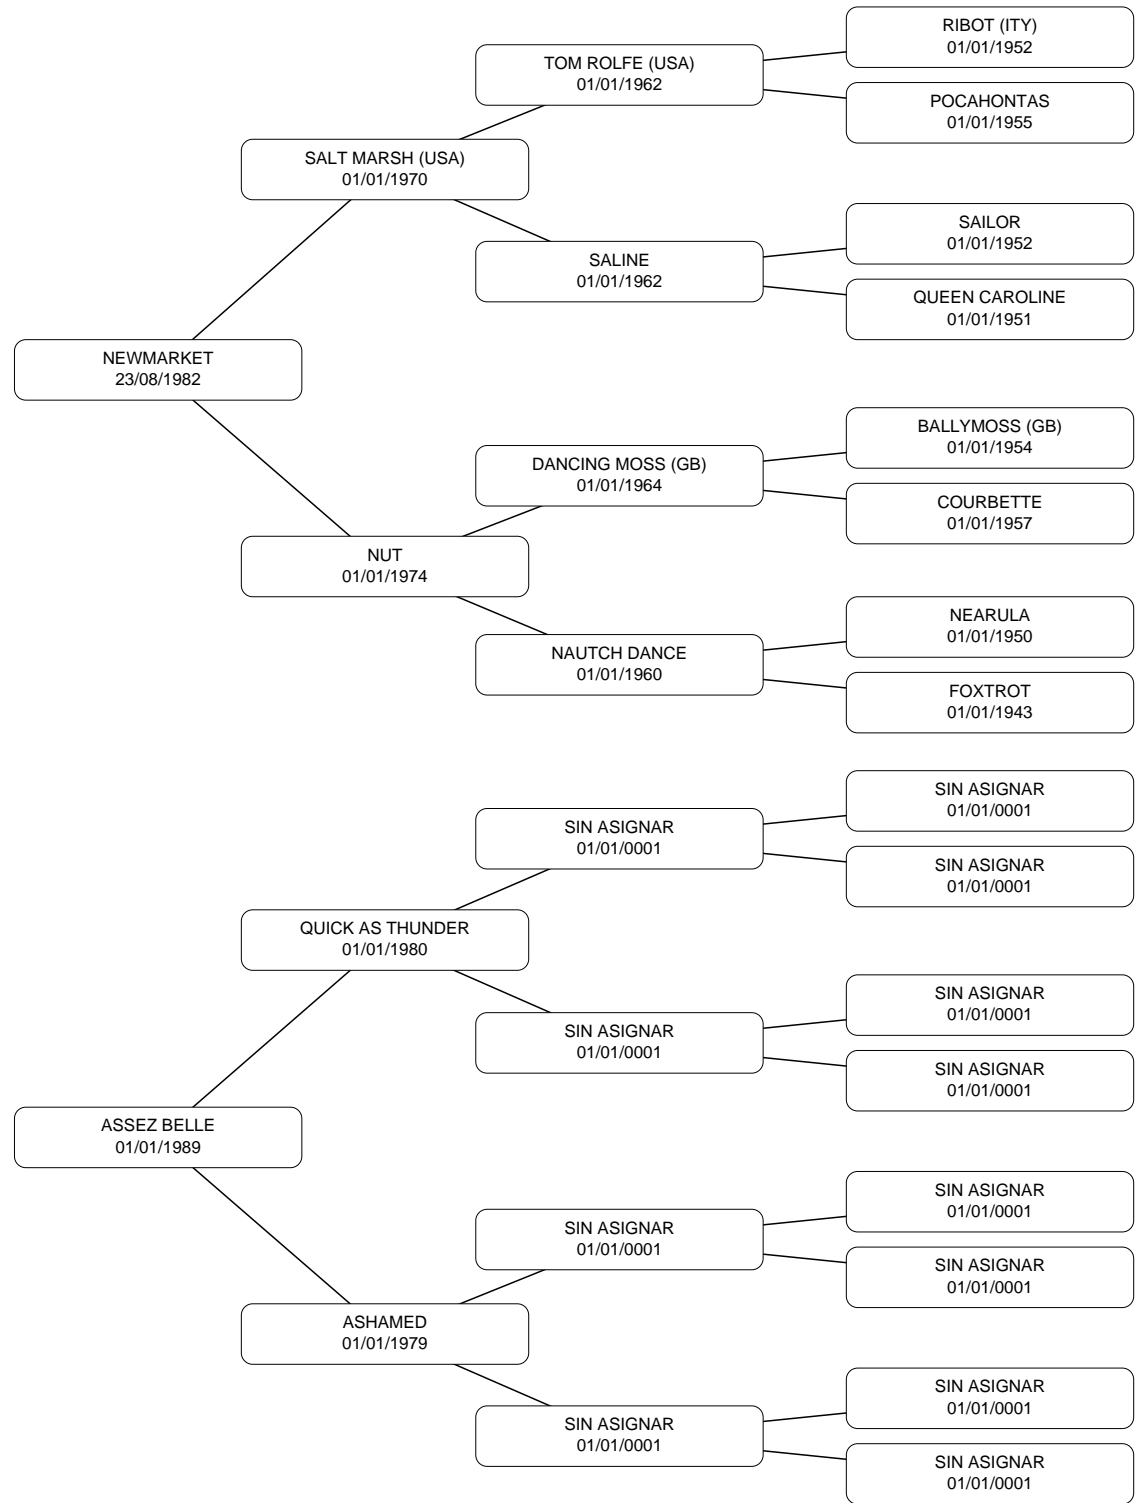 RIBOT (ITY)
01/01/1952
TOM ROLFE (USA)
01/01/1962
POCAHONTAS
01/01/1955
SALT MARSH (USA)
01/01/1970
SAILOR
01/01/1952
SALINE
01/01/1962
QUEEN CAROLINE
01/01/1951
NEWMARKET
23/08/1982
BALLYMOSS (GB)
01/01/1954
DANCING MOSS (GB)
01/01/1964
COURBETTE
01/01/1957
NUT
01/01/1974
NEARULA
01/01/1950
NAUTCH DANCE
01/01/1960
FOXTROT
01/01/1943
SIN ASIGNAR
01/01/0001
SIN ASIGNAR
01/01/0001
SIN ASIGNAR
01/01/0001
QUICK AS THUNDER
01/01/1980
SIN ASIGNAR
01/01/0001
SIN ASIGNAR
01/01/0001
SIN ASIGNAR
01/01/0001
ASSEZ BELLE
01/01/1989
SIN ASIGNAR
01/01/0001
SIN ASIGNAR
01/01/0001
SIN ASIGNAR
01/01/0001
ASHAMED
01/01/1979
SIN ASIGNAR
01/01/0001
SIN ASIGNAR
01/01/0001
SIN ASIGNAR
01/01/0001